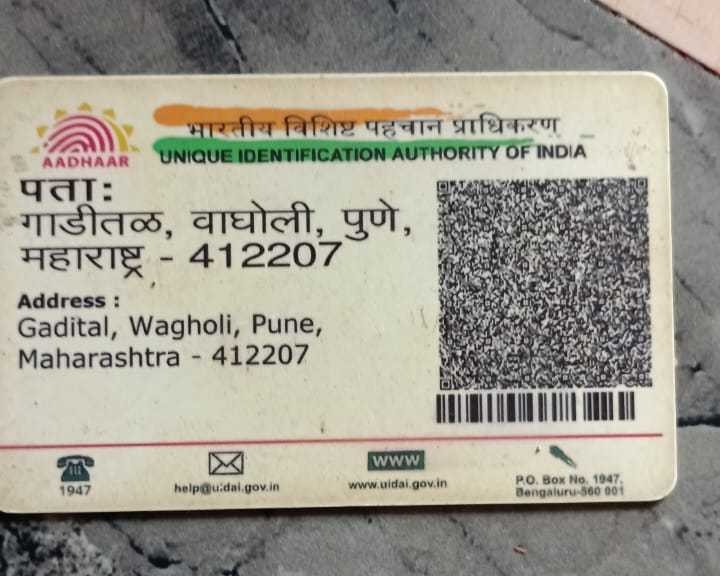 भारतीय विशिष्ट पहचान प्राधिकरण
AADHAAR
UNIQUE IDENTIFICATION AUTHORITY OF INDIA
पता:
गाडीतळ, वाघोली, पुणे,
महाराष्ट्र - 412207
Address :
Gadital, Wagholi, Pune,
Maharashtra - 412207
1947
help@uidai.gov.in
www
www.uidai.gov.in
P.O. Box No. 1947,
Bengaluru-560 001